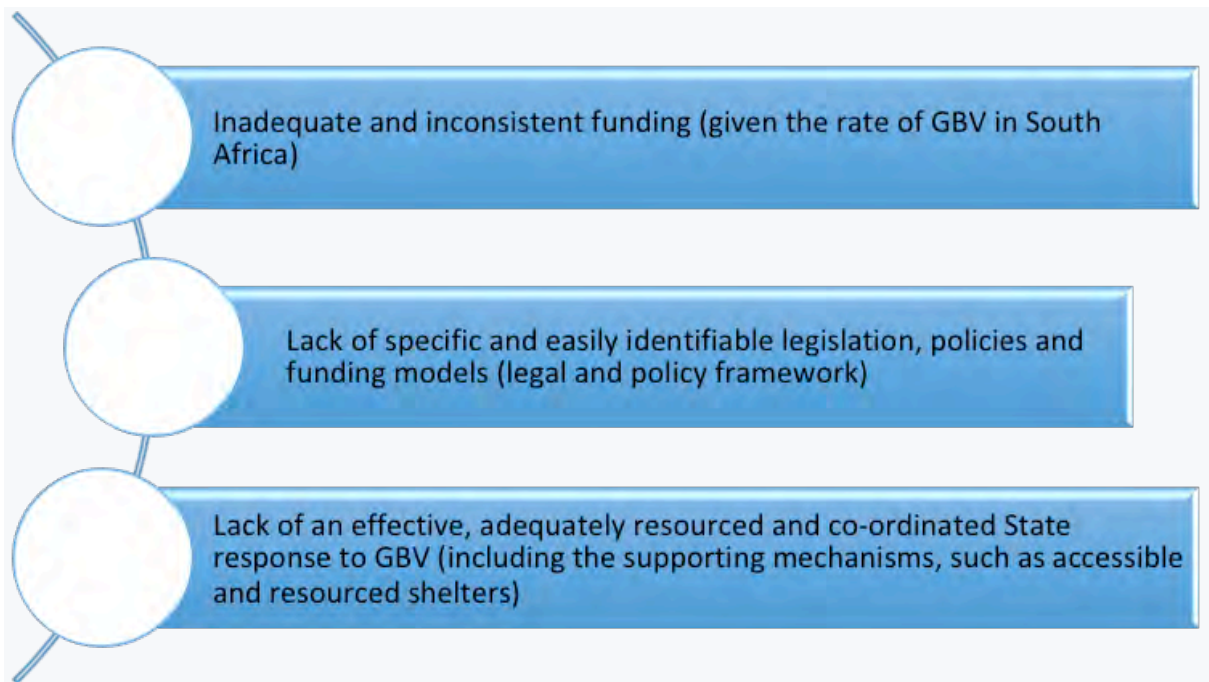 Inadequate and inconsistent funding (given the rate of GBV in South
Africa)
Lack of specific and easily identifiable legislation, policies and
funding models (legal and policy framework)
Lack of an effective, adequately resourced and co-ordinated State
response to GBV (including the supporting mechanisms, such as accessible
and resourced shelters)